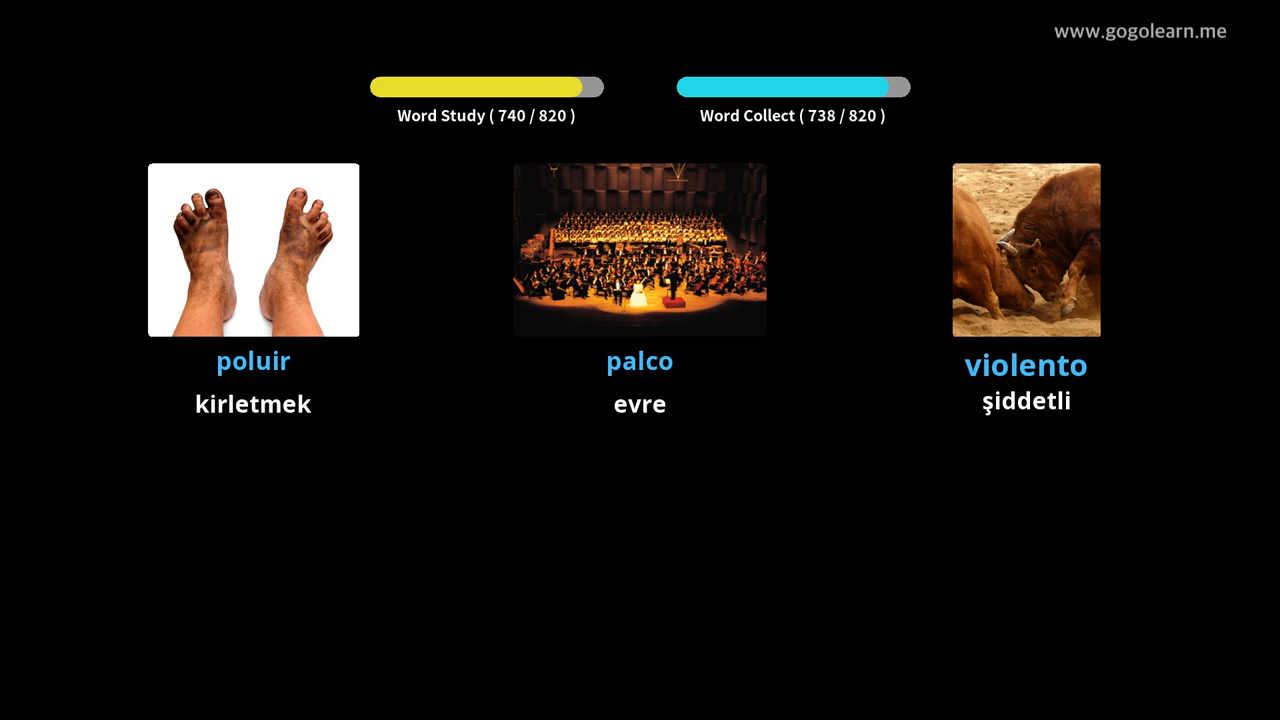 www.gogolearn.me
Word Study ( 740 / 820 )
Word Collect ( 738 / 820 )
poluir
kirletmek
palco
evre
violento
şiddetli